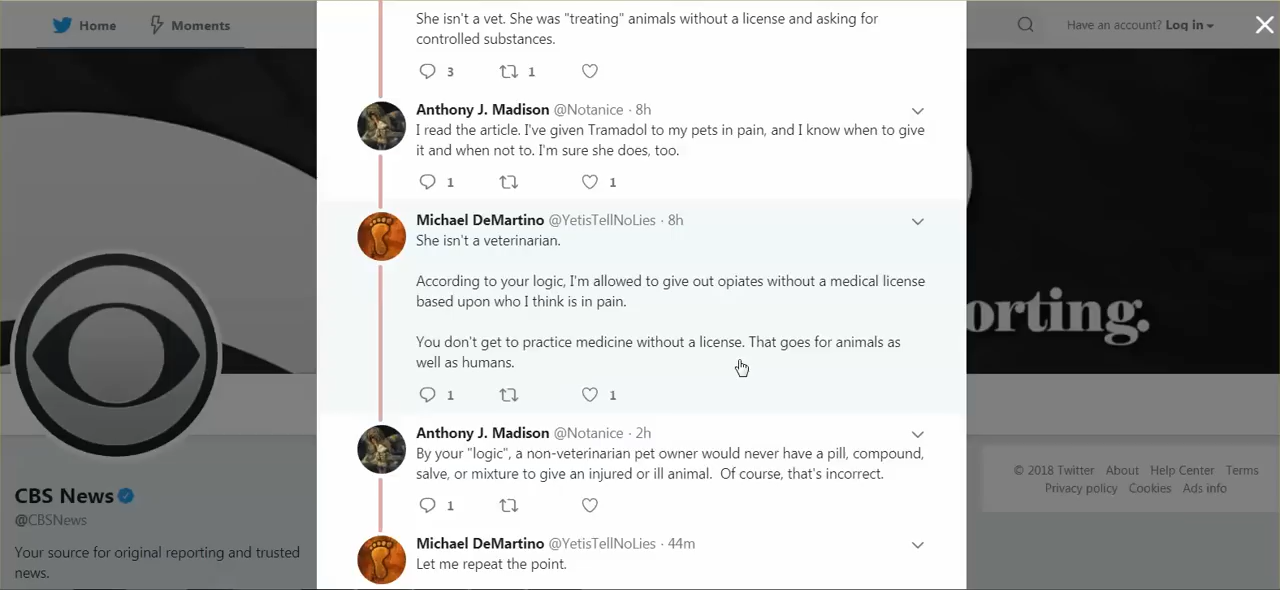 Home
Moments
Have an account? Log in
She isn't a vet. She was "treating" animals without a license and asking for
controlled substances.
3
1
Anthony J. Madison @Notanice · 8h
I read the article. I've given Tramadol to my pets in pain, and I know when to give
it and when not to. I'm sure she does, too.
1
1
Michael DeMartino @YetisTellNoLies · 8h
She isn't a veterinarian.
According to your logic, I'm allowed to give out opiates without a medical license
based upon who I think is in pain.
You don't get to practice medicine without a license. That goes for animals as
well as humans.
1
1
Anthony J. Madison @Notanice · 2h
By your "logic", a non-veterinarian pet owner would never have a pill, compound,
salve, or mixture to give an injured or ill animal.  Of course, that's incorrect.
1
Michael DeMartino @YetisTellNoLies · 44m
Let me repeat the point.
orting.
CBS News
@CBSNews
Your source for original reporting and trusted
news.
© 2018 Twitter About Help Center Terms
Privacy policy Cookies Ads info